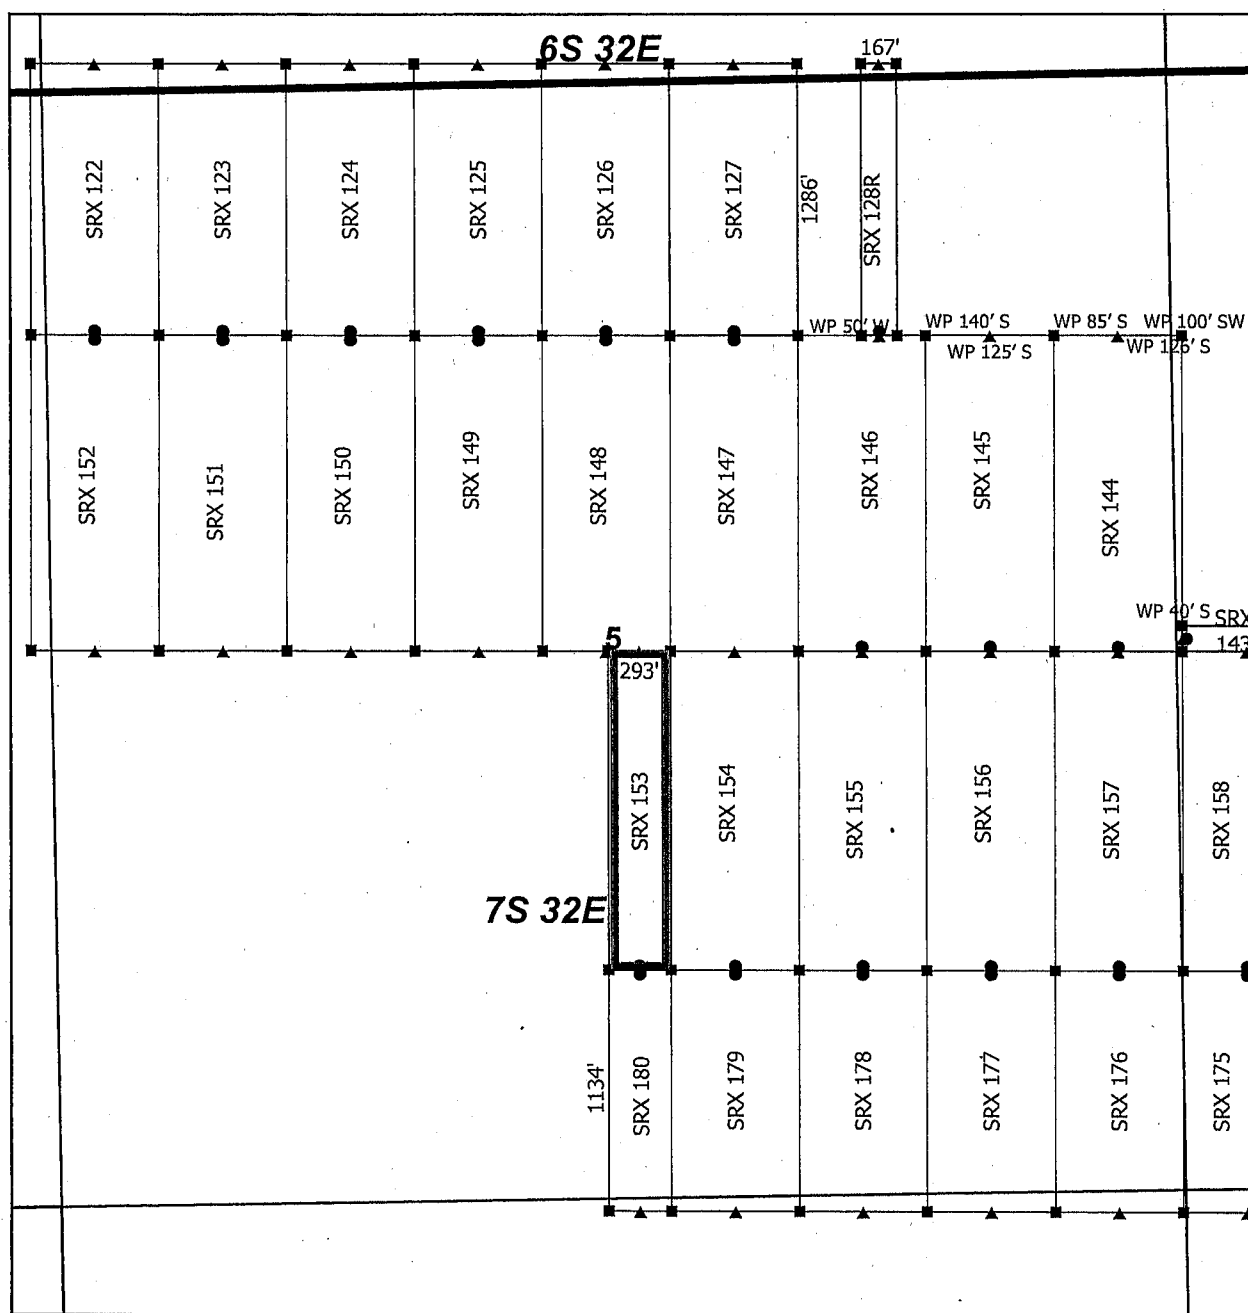 6S 32E
167'
SRX 122
SRX 123
SRX 124
SRX 125
SRX 126
SRX 127
1286'
SRX 128R
WP 50' W
WP 140' S
WP 85' S
WP 100' SW
WP 125' S
WP 126' S
SRX 152
SRX 151
SRX 150
SRX 149
SRX 148
SRX 147
SRX 146
SRX 145
SRX 144
WP 40' S
SRX
143
5
293'
SRX 153
SRX 154
SRX 155
SRX 156
SRX 157
SRX 158
7S 32E
1134'
SRX 180
SRX 179
SRX 178
SRX 177
SRX 176
SRX 175